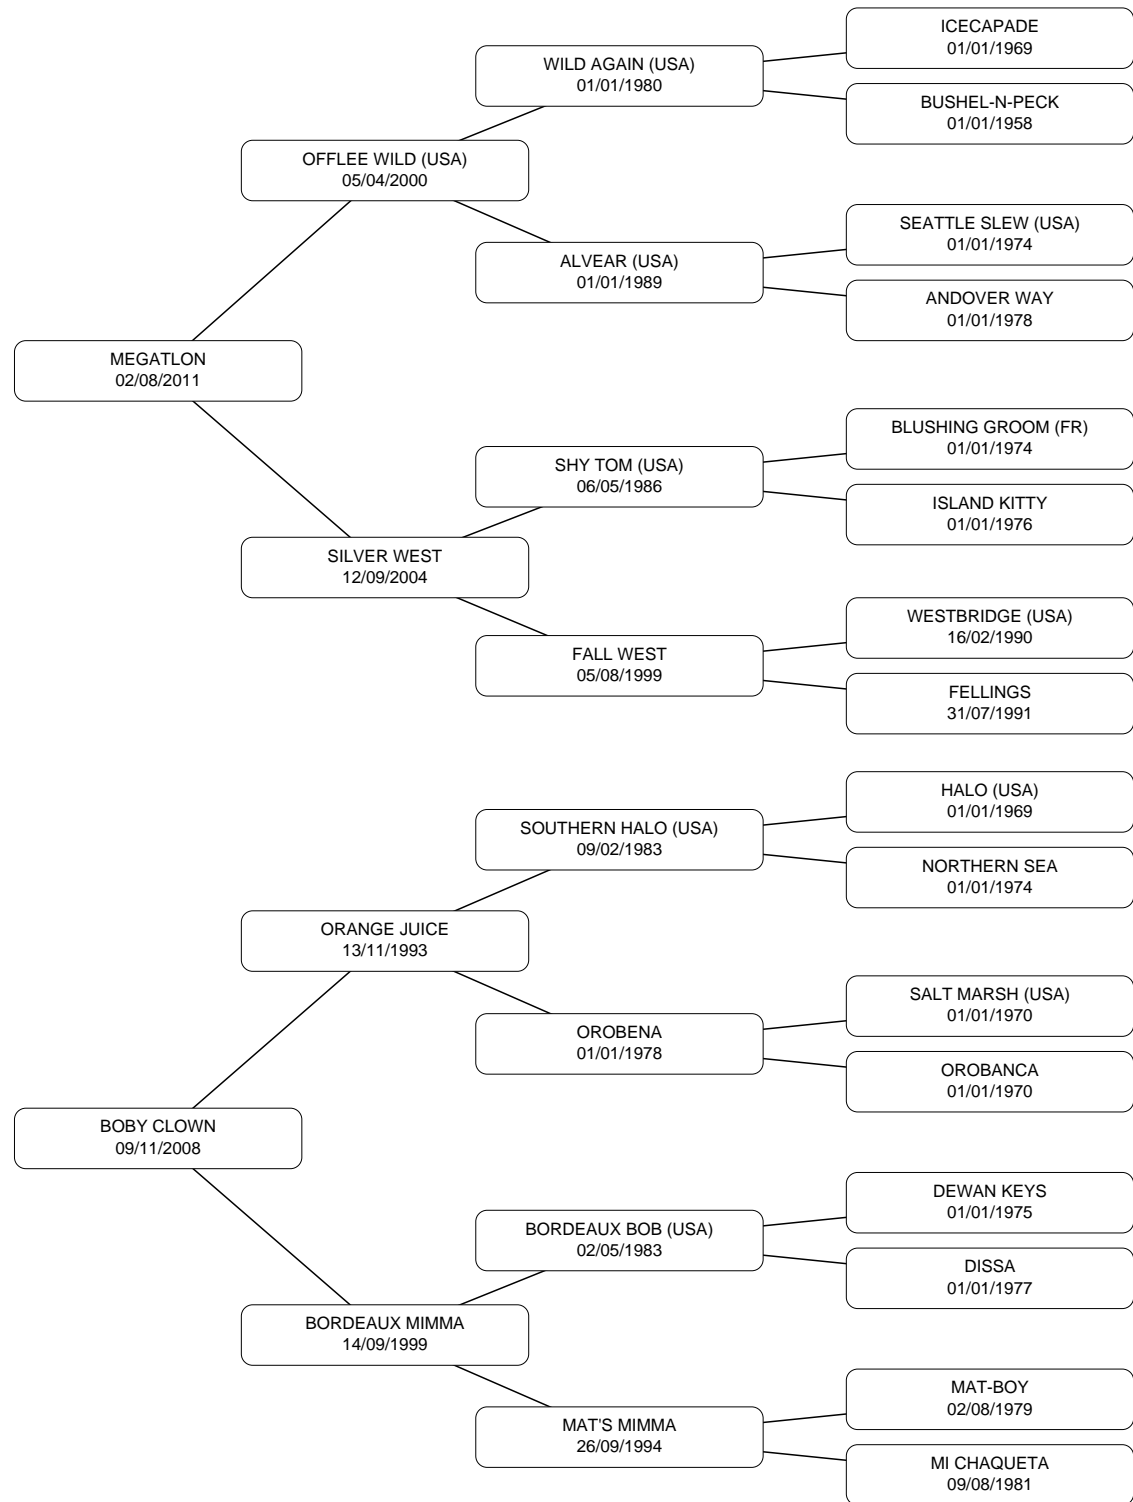 ICECAPADE
01/01/1969
WILD AGAIN (USA)
01/01/1980
BUSHEL-N-PECK
01/01/1958
OFFLEE WILD (USA)
05/04/2000
SEATTLE SLEW (USA)
01/01/1974
ALVEAR (USA)
01/01/1989
ANDOVER WAY
01/01/1978
MEGATLON
02/08/2011
BLUSHING GROOM (FR)
01/01/1974
SHY TOM (USA)
06/05/1986
ISLAND KITTY
01/01/1976
SILVER WEST
12/09/2004
WESTBRIDGE (USA)
16/02/1990
FALL WEST
05/08/1999
FELLINGS
31/07/1991
HALO (USA)
01/01/1969
SOUTHERN HALO (USA)
09/02/1983
NORTHERN SEA
01/01/1974
ORANGE JUICE
13/11/1993
SALT MARSH (USA)
01/01/1970
OROBENA
01/01/1978
OROBANCA
01/01/1970
BOBY CLOWN
09/11/2008
DEWAN KEYS
01/01/1975
BORDEAUX BOB (USA)
02/05/1983
DISSA
01/01/1977
BORDEAUX MIMMA
14/09/1999
MAT-BOY
02/08/1979
MAT'S MIMMA
26/09/1994
MI CHAQUETA
09/08/1981